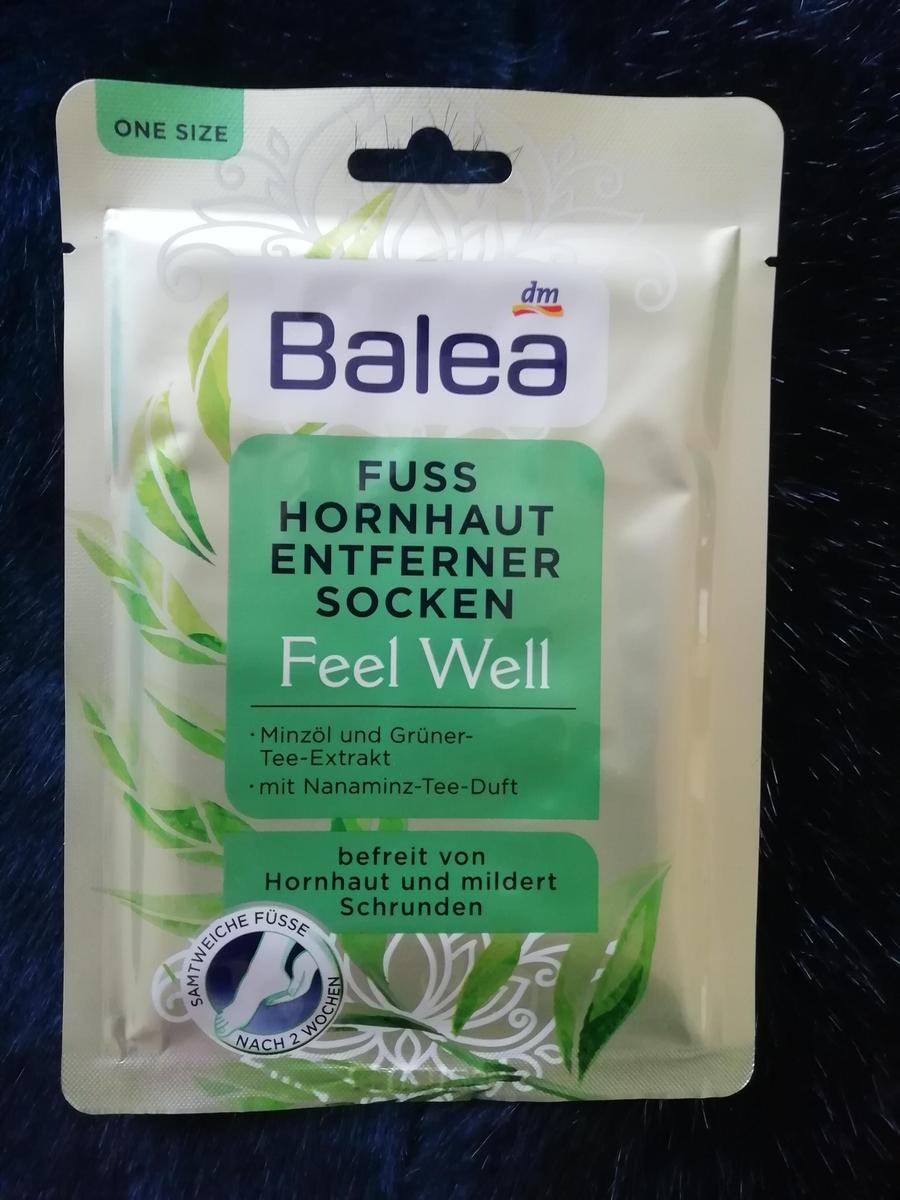 ONE SIZE
dm
Balea
FUSS
HORNHAUT
ENTFERNER
SOCKEN
Feel Well
· Minzöl und Grüner-
Tee-Extrakt
· mit Nanaminz-Tee-Duft
befreit von
Hornhaut und mildert
Schrunden
SAMTWEICHE FÜSSE
NACH 2 WOCHEN